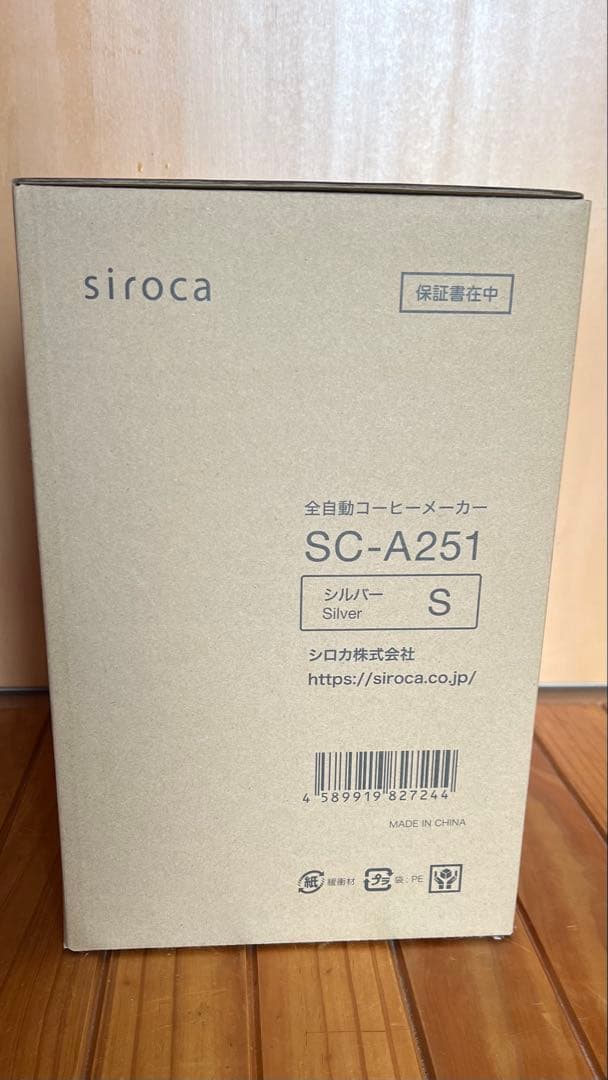 siroca
保証書在中
全自動コーヒーメーカー
SC-A251
シルバー
Silver
S
シロカ株式会社
https://siroca.co.jp/
4 589919 827244
MADE IN CHINA
紙 緩衝材 プラ 袋:PE